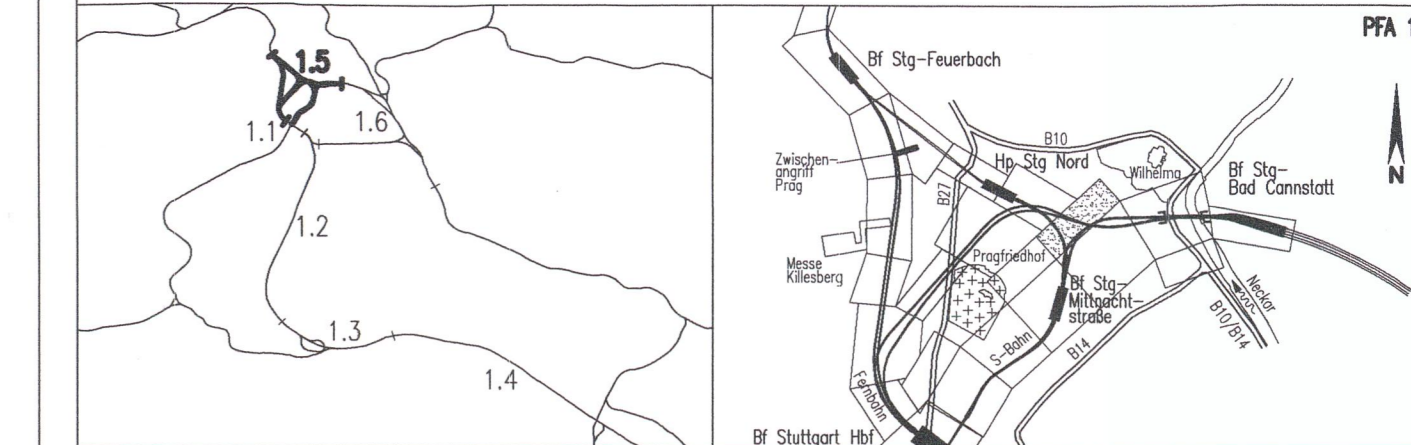 1.5
1.1
1.6
1.2
1.3
1.4
PFA 1
Bf Stg-Feuerbach
Zwischen-
angriff
Prag
Hp Stg Nord
B10
Wilhelma
Bf Stg-
Bad Cannstatt
N
B27
Messe
Killesberg
Pragfriedhof
Bf Stg-
Mittnacht-
straße
Neckar
B10/B14
S-Bahn
B14
Fernbahn
Bf Stuttgart Hbf